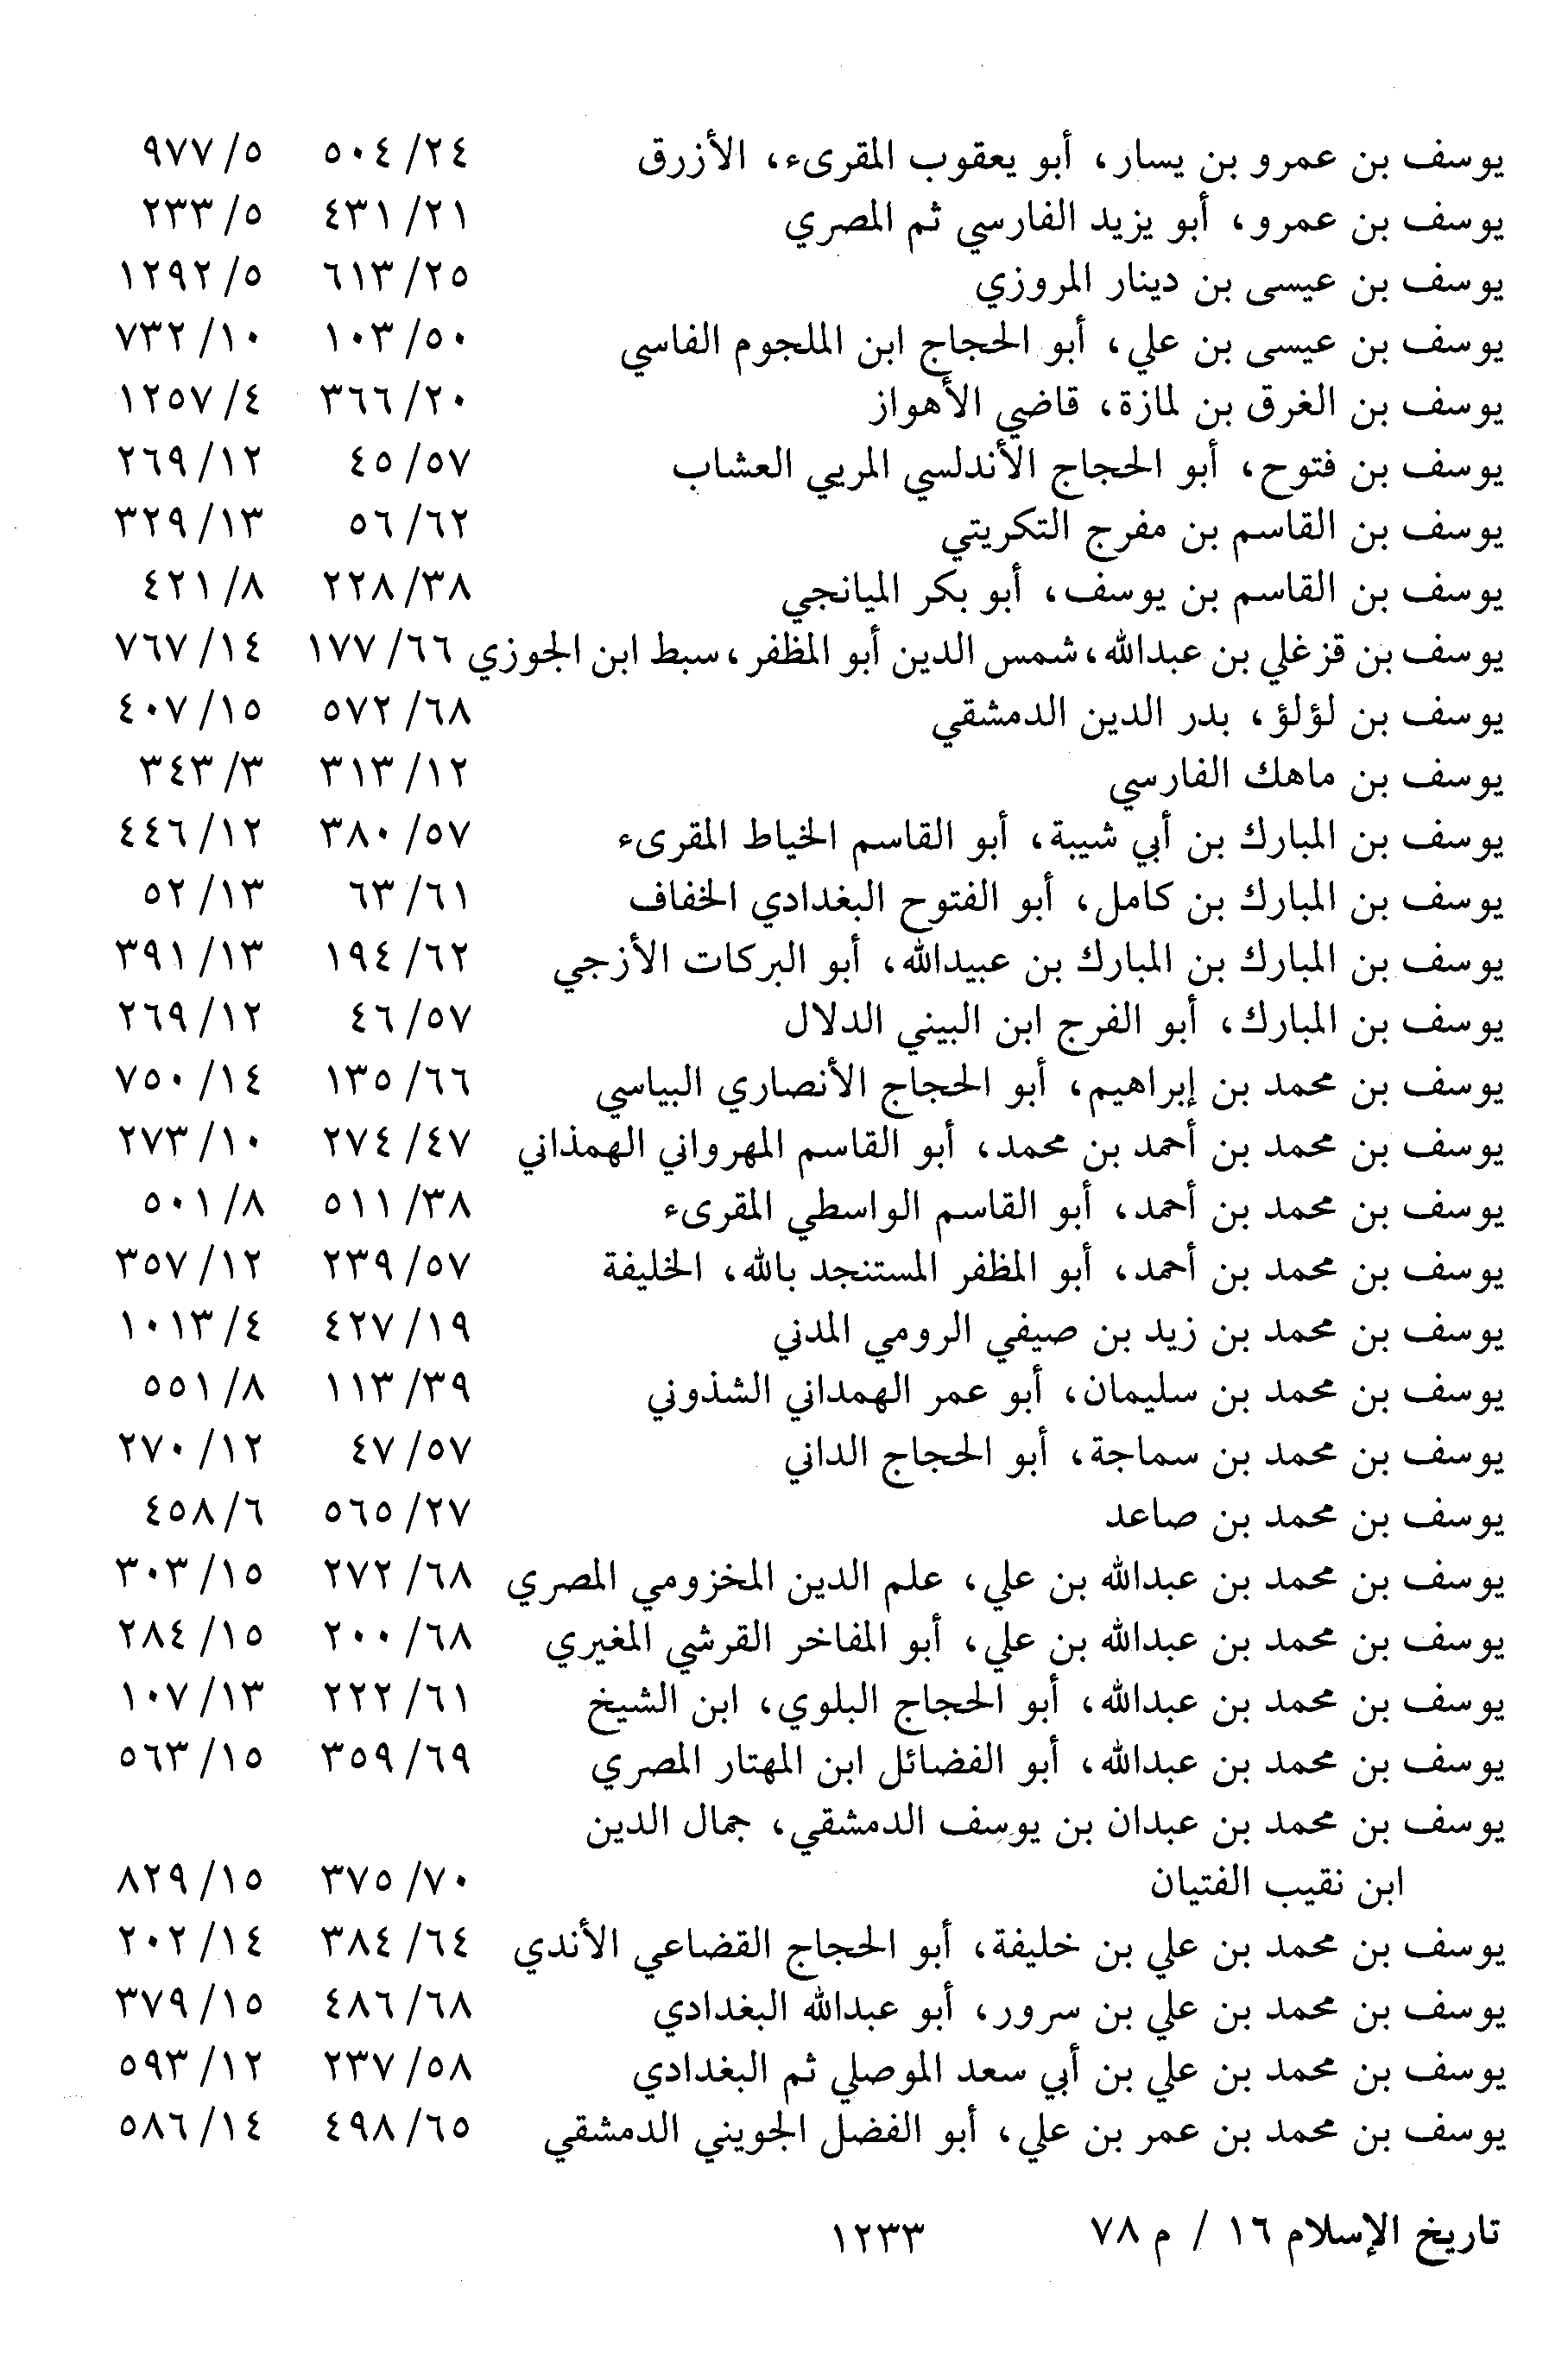 يوسف بن عمرو بن يسار، أبو يعقوب المقرىء، الأزرق ٢٤/ ٥٠٤ ٥/ ٩٧٧
يوسف بن عمرو، أبو يزيد الفارسي ثم المصري ٢١/ ٤٣١ ٥/ ٢٣٣
يوسف بن عيسى بن دينار المروزي ٢٥/ ٦١٣ ٥/ ١٢٩٢
يوسف بن عيسى بن علي، أبو الحجاج ابن الملجوم الفاسي ٥٠/ ١٠٣ ١٠/ ٧٣٢
يوسف بن الغرق بن لمازة، قاضي الأهواز ٢٠/ ٣٦٦ ٤/ ١٢٥٧
يوسف بن فتوح، أبو الحجاج الأندلسي المريي العشاب ٥٧/ ٤٥ ١٢/ ٢٦٩
يوسف بن القاسم بن مفرج التكريتي ٦٢/ ٥٦ ١٣/ ٣٢٩
يوسف بن القاسم بن يوسف، أبو بكر الميانجي ٣٨/ ٢٢٨ ٨/ ٤٢١
يوسف بن قزغلي بن عبدالله، شمس الدين أبو المظفر، سبط ابن الجوزي ٦٦/ ١٧٧ ١٤/ ٧٦٧
يوسف بن لؤلؤ، بدر الدين الدمشقي ٦٨/ ٥٧٢ ١٥/ ٤٠٧
يوسف بن ماهك الفارسي ١٢/ ٣١٣ ٣/ ٣٤٣
يوسف بن المبارك بن أبي شيبة، أبو القاسم الخياط المقرىء ٥٧/ ٣٨٠ ١٢/ ٤٤٦
يوسف بن المبارك بن كامل، أبو الفتوح البغدادي الخفاف ٦١/ ٦٣ ١٣/ ٥٢
يوسف بن المبارك بن المبارك بن عبيدالله، أبو البركات الأزجي ٦٢/ ١٩٤ ١٣/ ٣٩١
يوسف بن المبارك، أبو الفرج ابن البيني الدلال ٥٧/ ٤٦ ١٢/ ٢٦٩
يوسف بن محمد بن إبراهيم، أبو الحجاج الأنصاري البياسي ٦٦/ ١٣٥ ١٤/ ٧٥٠
يوسف بن محمد بن أحمد بن محمد، أبو القاسم المهرواني الهمذاني ٤٧/ ٢٧٤ ١٠/ ٢٧٣
يوسف بن محمد بن أحمد، أبو القاسم الواسطي المقرىء ٣٨/ ٥١١ ٨/ ٥٠١
يوسف بن محمد بن أحمد، أبو المظفر المستنجد بالله، الخليفة ٥٧/ ٢٣٩ ١٢/ ٣٥٧
يوسف بن محمد بن زيد بن صيفي الرومي المدني ١٩/ ٤٢٧ ٤/ ١٠١٣
يوسف بن محمد بن سليمان، أبو عمر الهمداني الشذوني ٣٩/ ١١٣ ٨/ ٥٥١
يوسف بن محمد بن سماجة، أبو الحجاج الداني ٥٧/ ٤٧ ١٢/ ٢٧٠
يوسف بن محمد بن صاعد ٢٧/ ٥٦٥ ٦/ ٤٥٨
يوسف بن محمد بن عبدالله بن علي، علم الدين المخزومي المصري ٦٨/ ٢٧٢ ١٥/ ٣٠٣
يوسف بن محمد بن عبدالله بن علي، أبو المفاخر القرشي المغيري ٦٨/ ٢٠٠ ١٥/ ٢٨٤
يوسف بن محمد بن عبدالله، أبو الحجاج البلوي، ابن الشيخ ٦١/ ٢٢٢ ١٣/ ١٠٧
يوسف بن محمد بن عبدالله، أبو الفضائل ابن المهتار المصري ٦٩/ ٣٥٩ ١٥/ ٥٦٣
يوسف بن محمد بن عبدان بن يوسف الدمشقي، جمال الدين
ابن نقيب الفتيان ٧٠/ ٣٧٥ ١٥/ ٨٢٩
يوسف بن محمد بن علي بن خليفة، أبو الحجاج القضاعي الأندي ٦٤/ ٣٨٤ ١٤/ ٢٠٢
يوسف بن محمد بن علي بن سرور، أبو عبدالله البغدادي ٦٨/ ٤٨٦ ١٥/ ٣٧٩
يوسف بن محمد بن علي بن أبي سعد الموصلي ثم البغدادي ٥٨/ ٢٣٧ ١٢/ ٥٩٣
يوسف بن محمد بن عمر بن علي، أبو الفضل الجويني الدمشقي ٦٥/ ٤٩٨ ١٤/ ٥٨٦
تاريخ الإسلام ١٦ / م ٧٨ ١٢٣٣